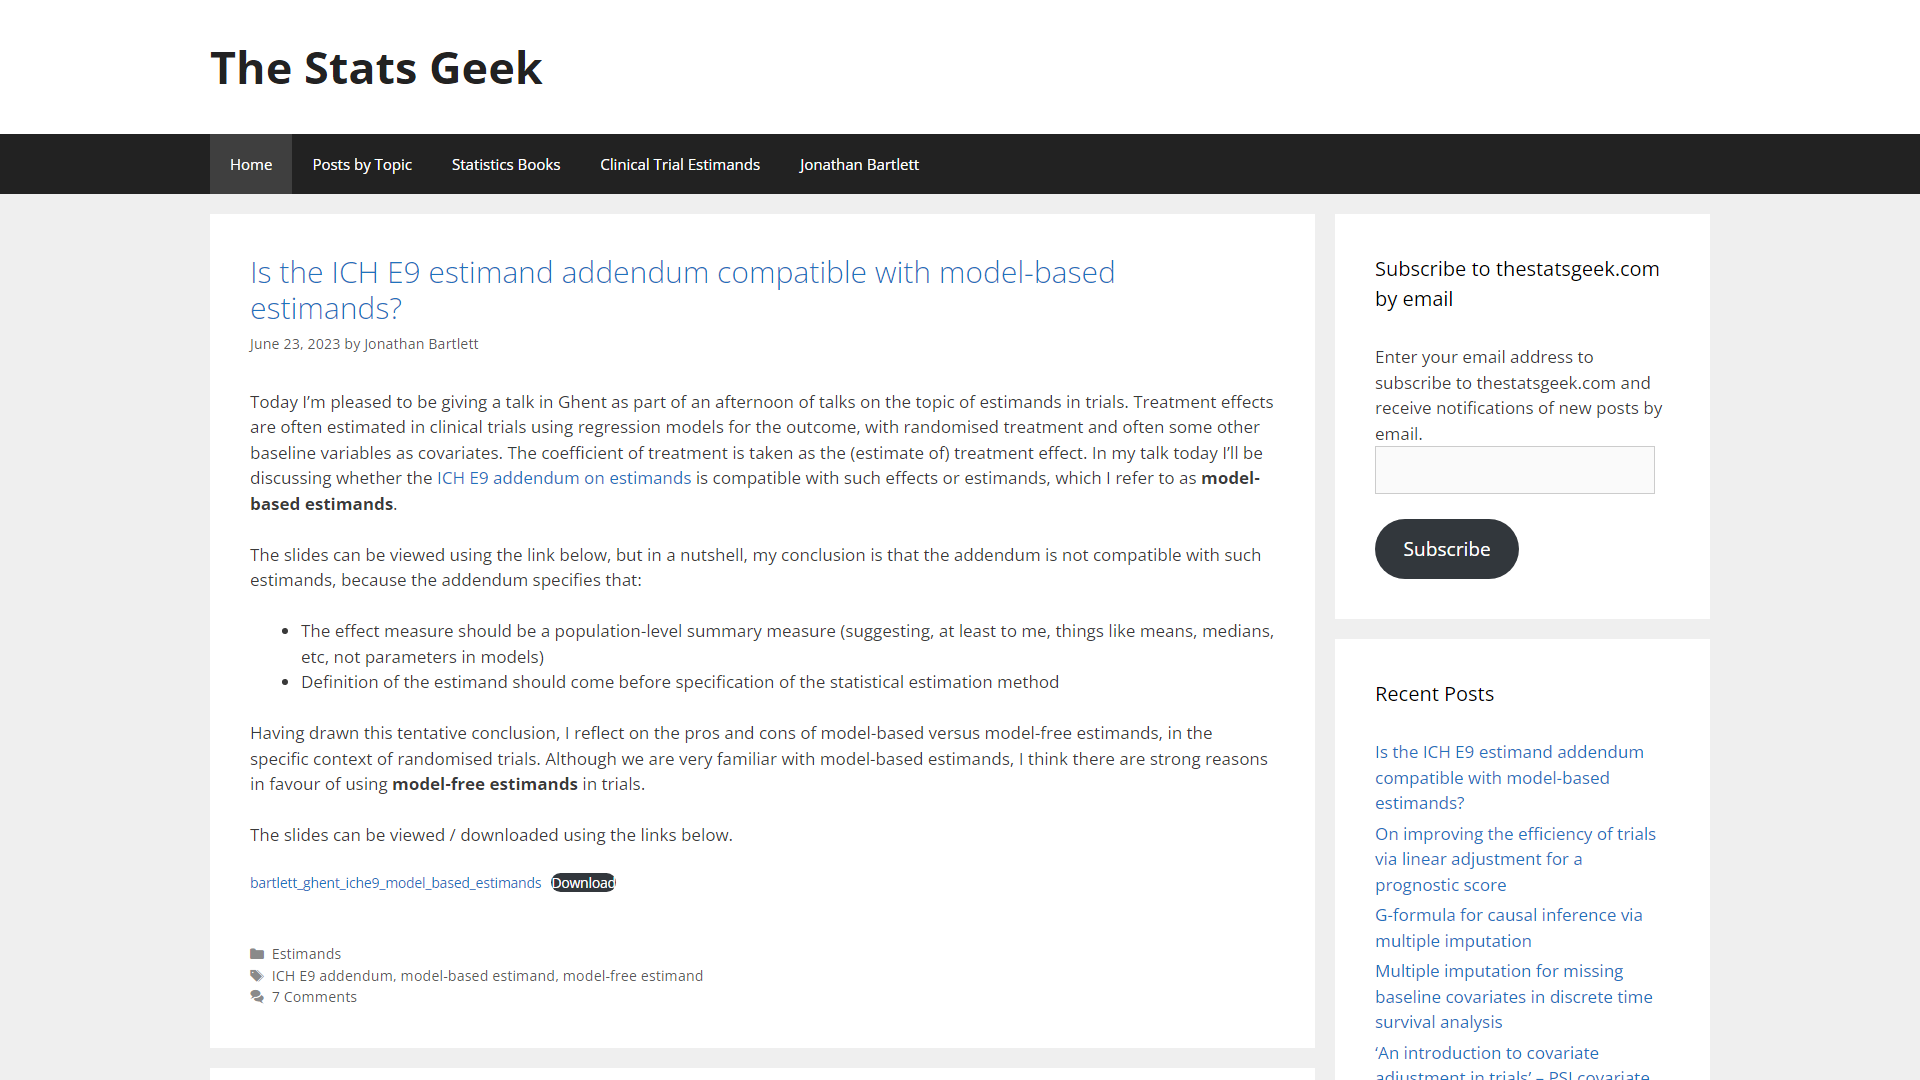 The Stats Geek
Home
Posts by Topic
Statistics Books
Clinical Trial Estimands
Jonathan Bartlett
Is the ICH E9 estimand addendum compatible with model-based
estimands?
June 23, 2023 by Jonathan Bartlett
Today I’m pleased to be giving a talk in Ghent as part of an afternoon of talks on the topic of estimands in trials. Treatment effects
are often estimated in clinical trials using regression models for the outcome, with randomised treatment and often some other
baseline variables as covariates. The coefficient of treatment is taken as the (estimate of) treatment effect. In my talk today I’ll be
discussing whether the ICH E9 addendum on estimands is compatible with such effects or estimands, which I refer to as model-
based estimands.
The slides can be viewed using the link below, but in a nutshell, my conclusion is that the addendum is not compatible with such
estimands, because the addendum specifies that:
• The effect measure should be a population-level summary measure (suggesting, at least to me, things like means, medians,
etc, not parameters in models)
• Definition of the estimand should come before specification of the statistical estimation method
Having drawn this tentative conclusion, I reflect on the pros and cons of model-based versus model-free estimands, in the
specific context of randomised trials. Although we are very familiar with model-based estimands, I think there are strong reasons
in favour of using model-free estimands in trials.
The slides can be viewed / downloaded using the links below.
bartlett_ghent_iche9_model_based_estimands Download
Estimands
ICH E9 addendum, model-based estimand, model-free estimand
7 Comments
Subscribe to thestatsgeek.com
by email
Enter your email address to
subscribe to thestatsgeek.com and
receive notifications of new posts by
email.
Subscribe
Recent Posts
Is the ICH E9 estimand addendum
compatible with model-based
estimands?
On improving the efficiency of trials
via linear adjustment for a
prognostic score
G-formula for causal inference via
multiple imputation
Multiple imputation for missing
baseline covariates in discrete time
survival analysis
‘An introduction to covariate
adjustment in trials’ – PSI covariate